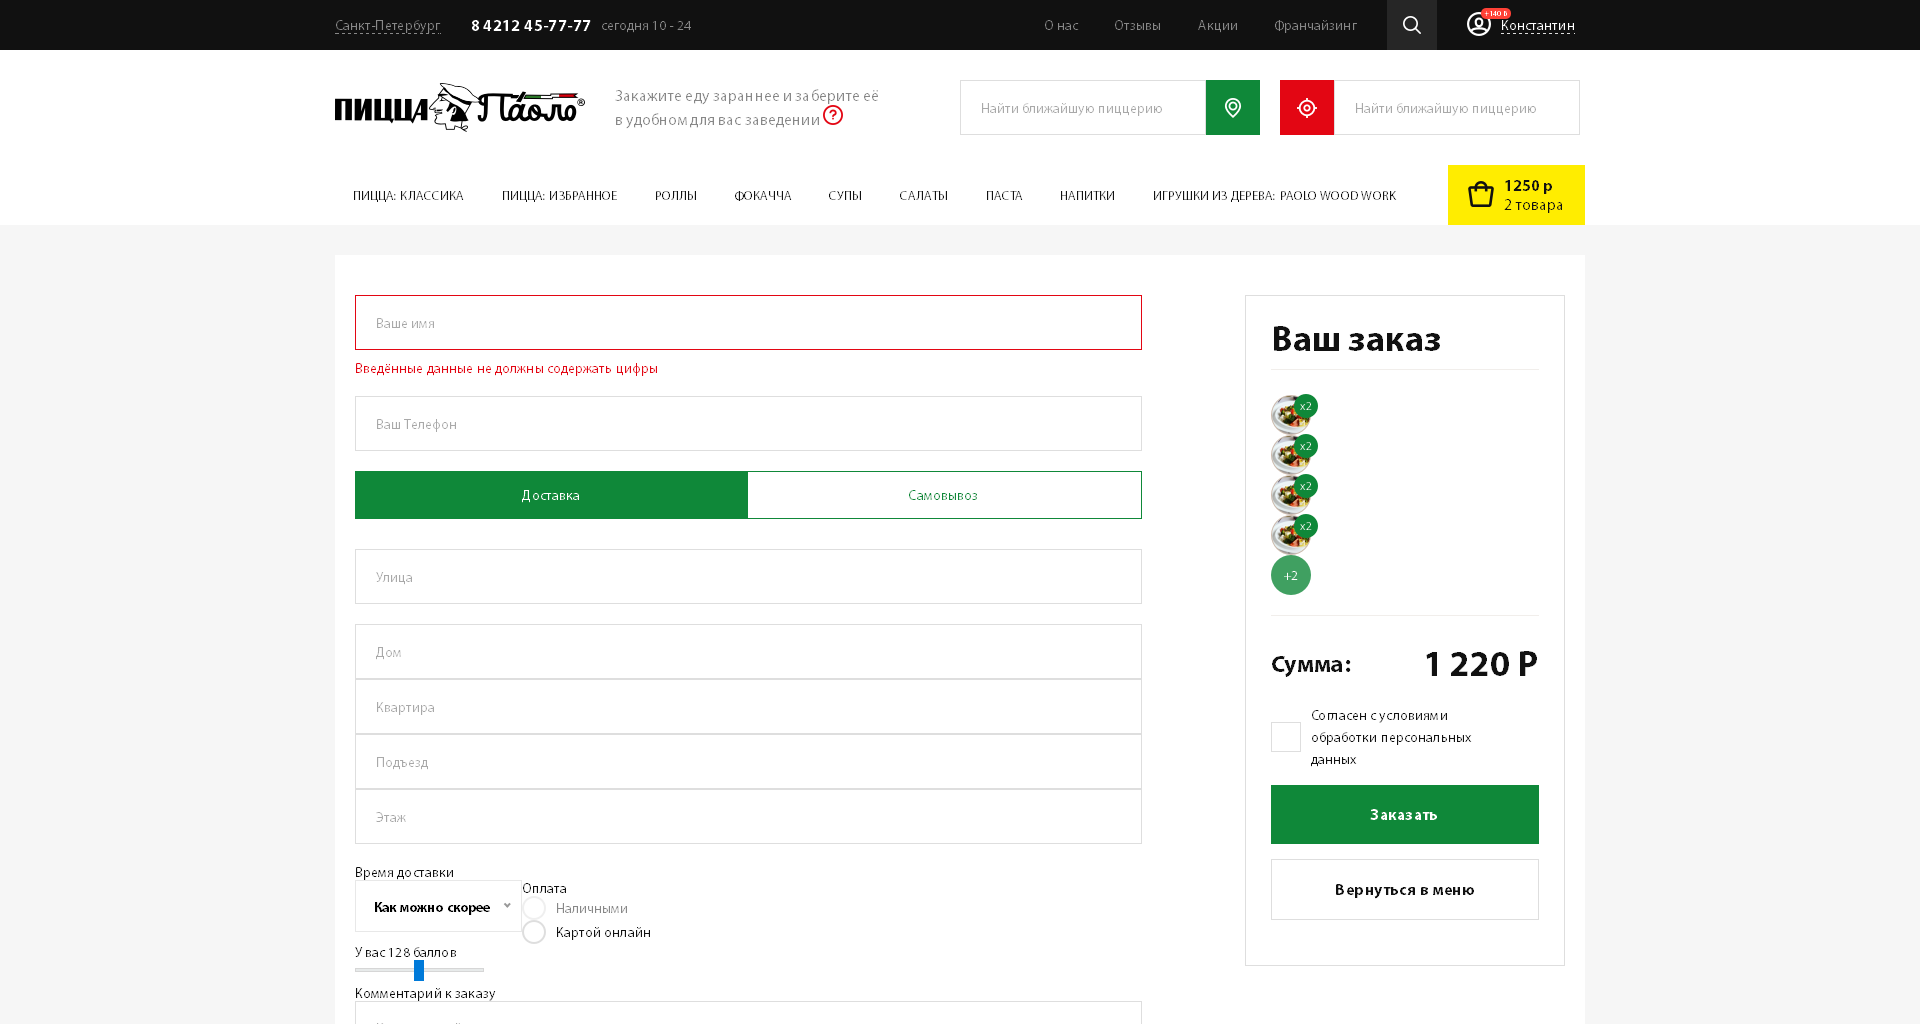 Санкт-Петербург
8 4212 45-77-77
сегодня 10 - 24
О нас
Отзывы
Акции
Франчайзинг
Константин
ПИЦЦА Паоло®
Закажите еду заранее и заберите её
в удобном для вас заведении
?
Найти ближайшую пиццерию
Найти ближайшую пиццерию
ПИЦЦА: КЛАССИКА
ПИЦЦА: ИЗБРАННОЕ
РОЛЛЫ
ФОКАЧЧА
СУПЫ
САЛАТЫ
ПАСТА
НАПИТКИ
ИГРУШКИ ИЗ ДЕРЕВА: PAOLO WOOD WORK
1250 р
2 товара
Ваше имя
Введённые данные не должны содержать цифры
Ваш Телефон
Доставка
Самовывоз
Улица
Дом
Квартира
Подъезд
Этаж
Время доставки
Как можно скорее
Оплата
Наличными
Картой онлайн
У вас 128 баллов
Комментарий к заказу
Ваш заказ
x2
x2
x2
x2
+2
Сумма:
1 220 Р
Согласен с условиями
обработки персональных
данных
Заказать
Вернуться в меню